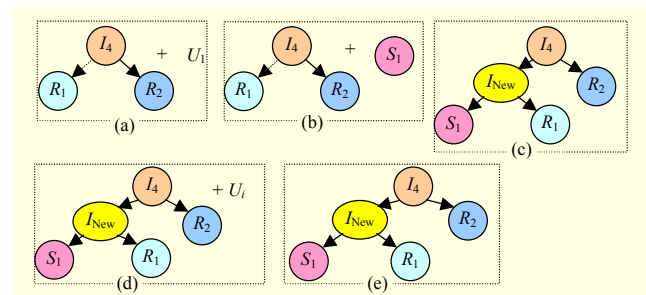 I4 + U1
R1 R2
(a)
I4 + S1
R1 R2
(b)
I4
INew R2
S1 R1
(c)
I4 + Ui
INew R2
S1 R1
(d)
I4
INew R2
S1 R1
(e)